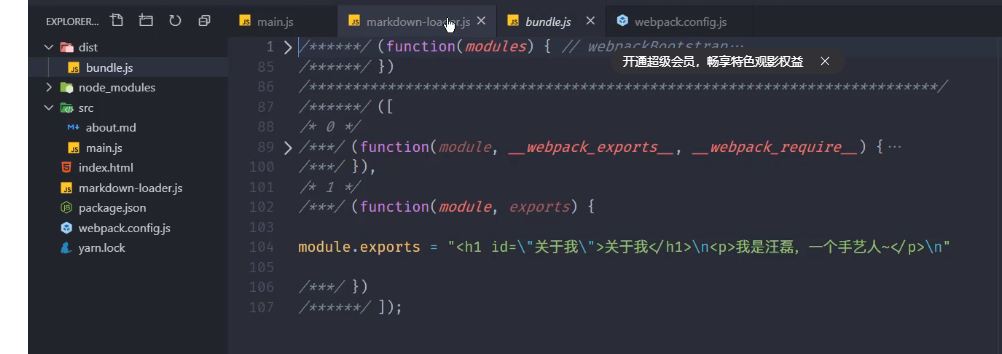 EXPLORER...
main.js
markdown-loader.js
bundle.js
webpack.config.js
dist
bundle.js
node_modules
src
about.md
main.js
index.html
markdown-loader.js
package.json
webpack.config.js
yarn.lock
1 /******/ (function(modules) { // webpackBootstrap…
开通超级会员，畅享特色观影权益
85 /******/ })
86 /************************************************************************/
87 /******/ ([
88 /* 0 */
89 /***/ (function(module, __webpack_exports__, __webpack_require__) {…
100 /***/ }),
101 /* 1 */
102 /***/ (function(module, exports) {
103
104 module.exports = "<h1 id=\"关于我\">关于我</h1>\n<p>我是汪磊，一个手艺人~</p>\n"
105
106 /***/ })
107 /******/ ]);